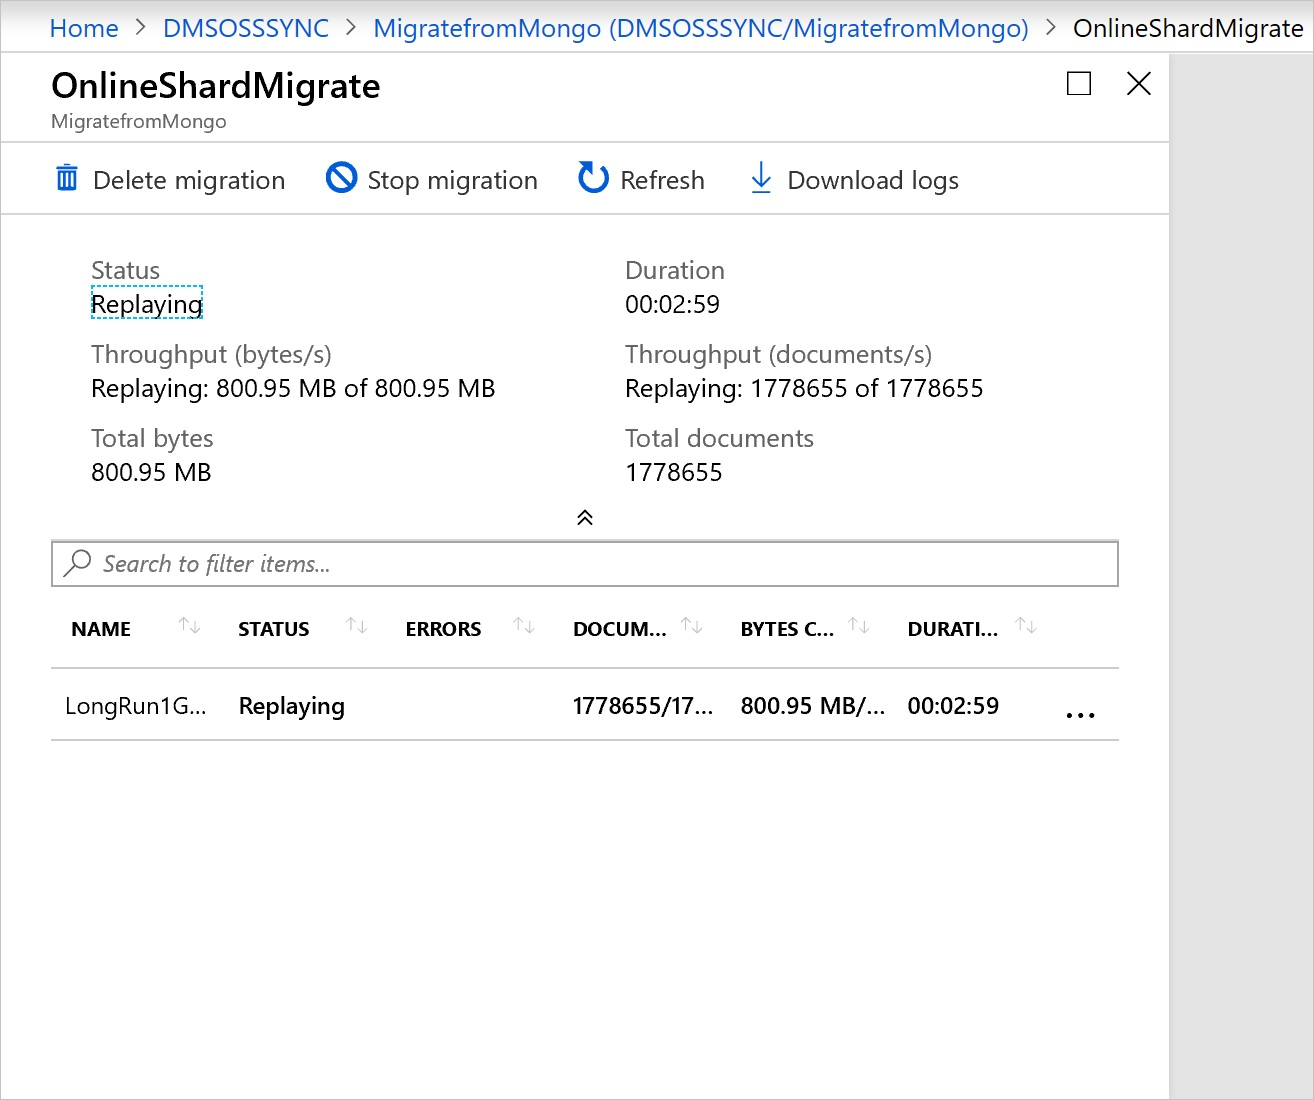 Home > DMSOSSSYNC > MigratefromMongo (DMSOSSSYNC/MigratefromMongo) > OnlineShardMigrate
OnlineShardMigrate
MigratefromMongo
Delete migration Stop migration Refresh Download logs
Status Duration
Replaying 00:02:59
Throughput (bytes/s) Throughput (documents/s)
Replaying: 800.95 MB of 800.95 MB Replaying: 1778655 of 1778655
Total bytes Total documents
800.95 MB 1778655
Search to filter items...
NAME STATUS ERRORS DOCUM... BYTES C... DURATI...
LongRun1G... Replaying 1778655/17... 800.95 MB/... 00:02:59 ...